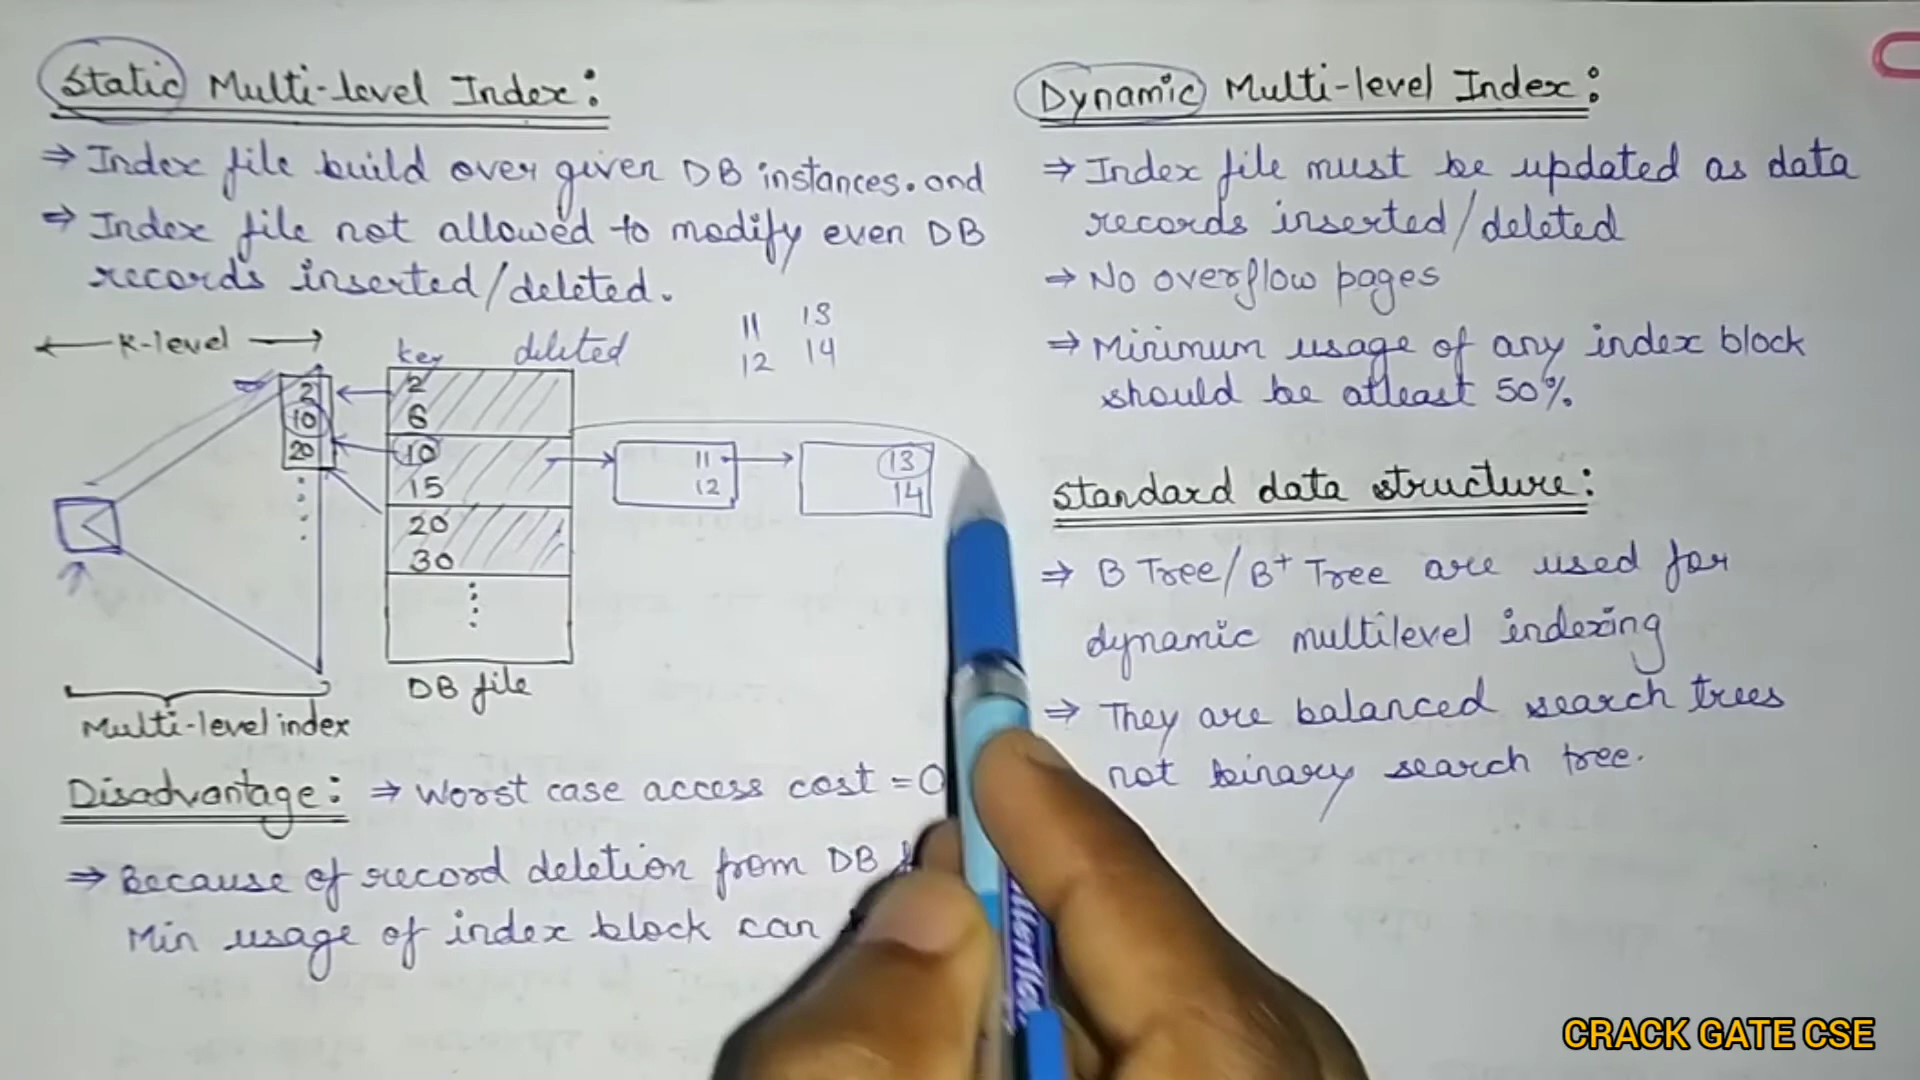 Static Multi-level Index:
⇒ Index file build over given DB instances. and
⇒ Index file not allowed to modify even DB
records inserted/deleted.
K-level
key
deleted
11 13
12 14
2
10
20
2
6
10
15
20
30
11
12
13
14
DB file
Multi-level index
Disadvantage: ⇒ Worst case access cost = O
⇒ Because of record deletion from DB
Min usage of index block can
Dynamic Multi-level Index:
⇒ Index file must be updated as data
records inserted/deleted
⇒ No overflow pages
⇒ Minimum usage of any index block
should be atleast 50%.
Standard data structure:
⇒ B Tree/B+ Tree are used for
dynamic multilevel indexing
⇒ They are balanced search trees
not binary search tree.
CRACK GATE CSE